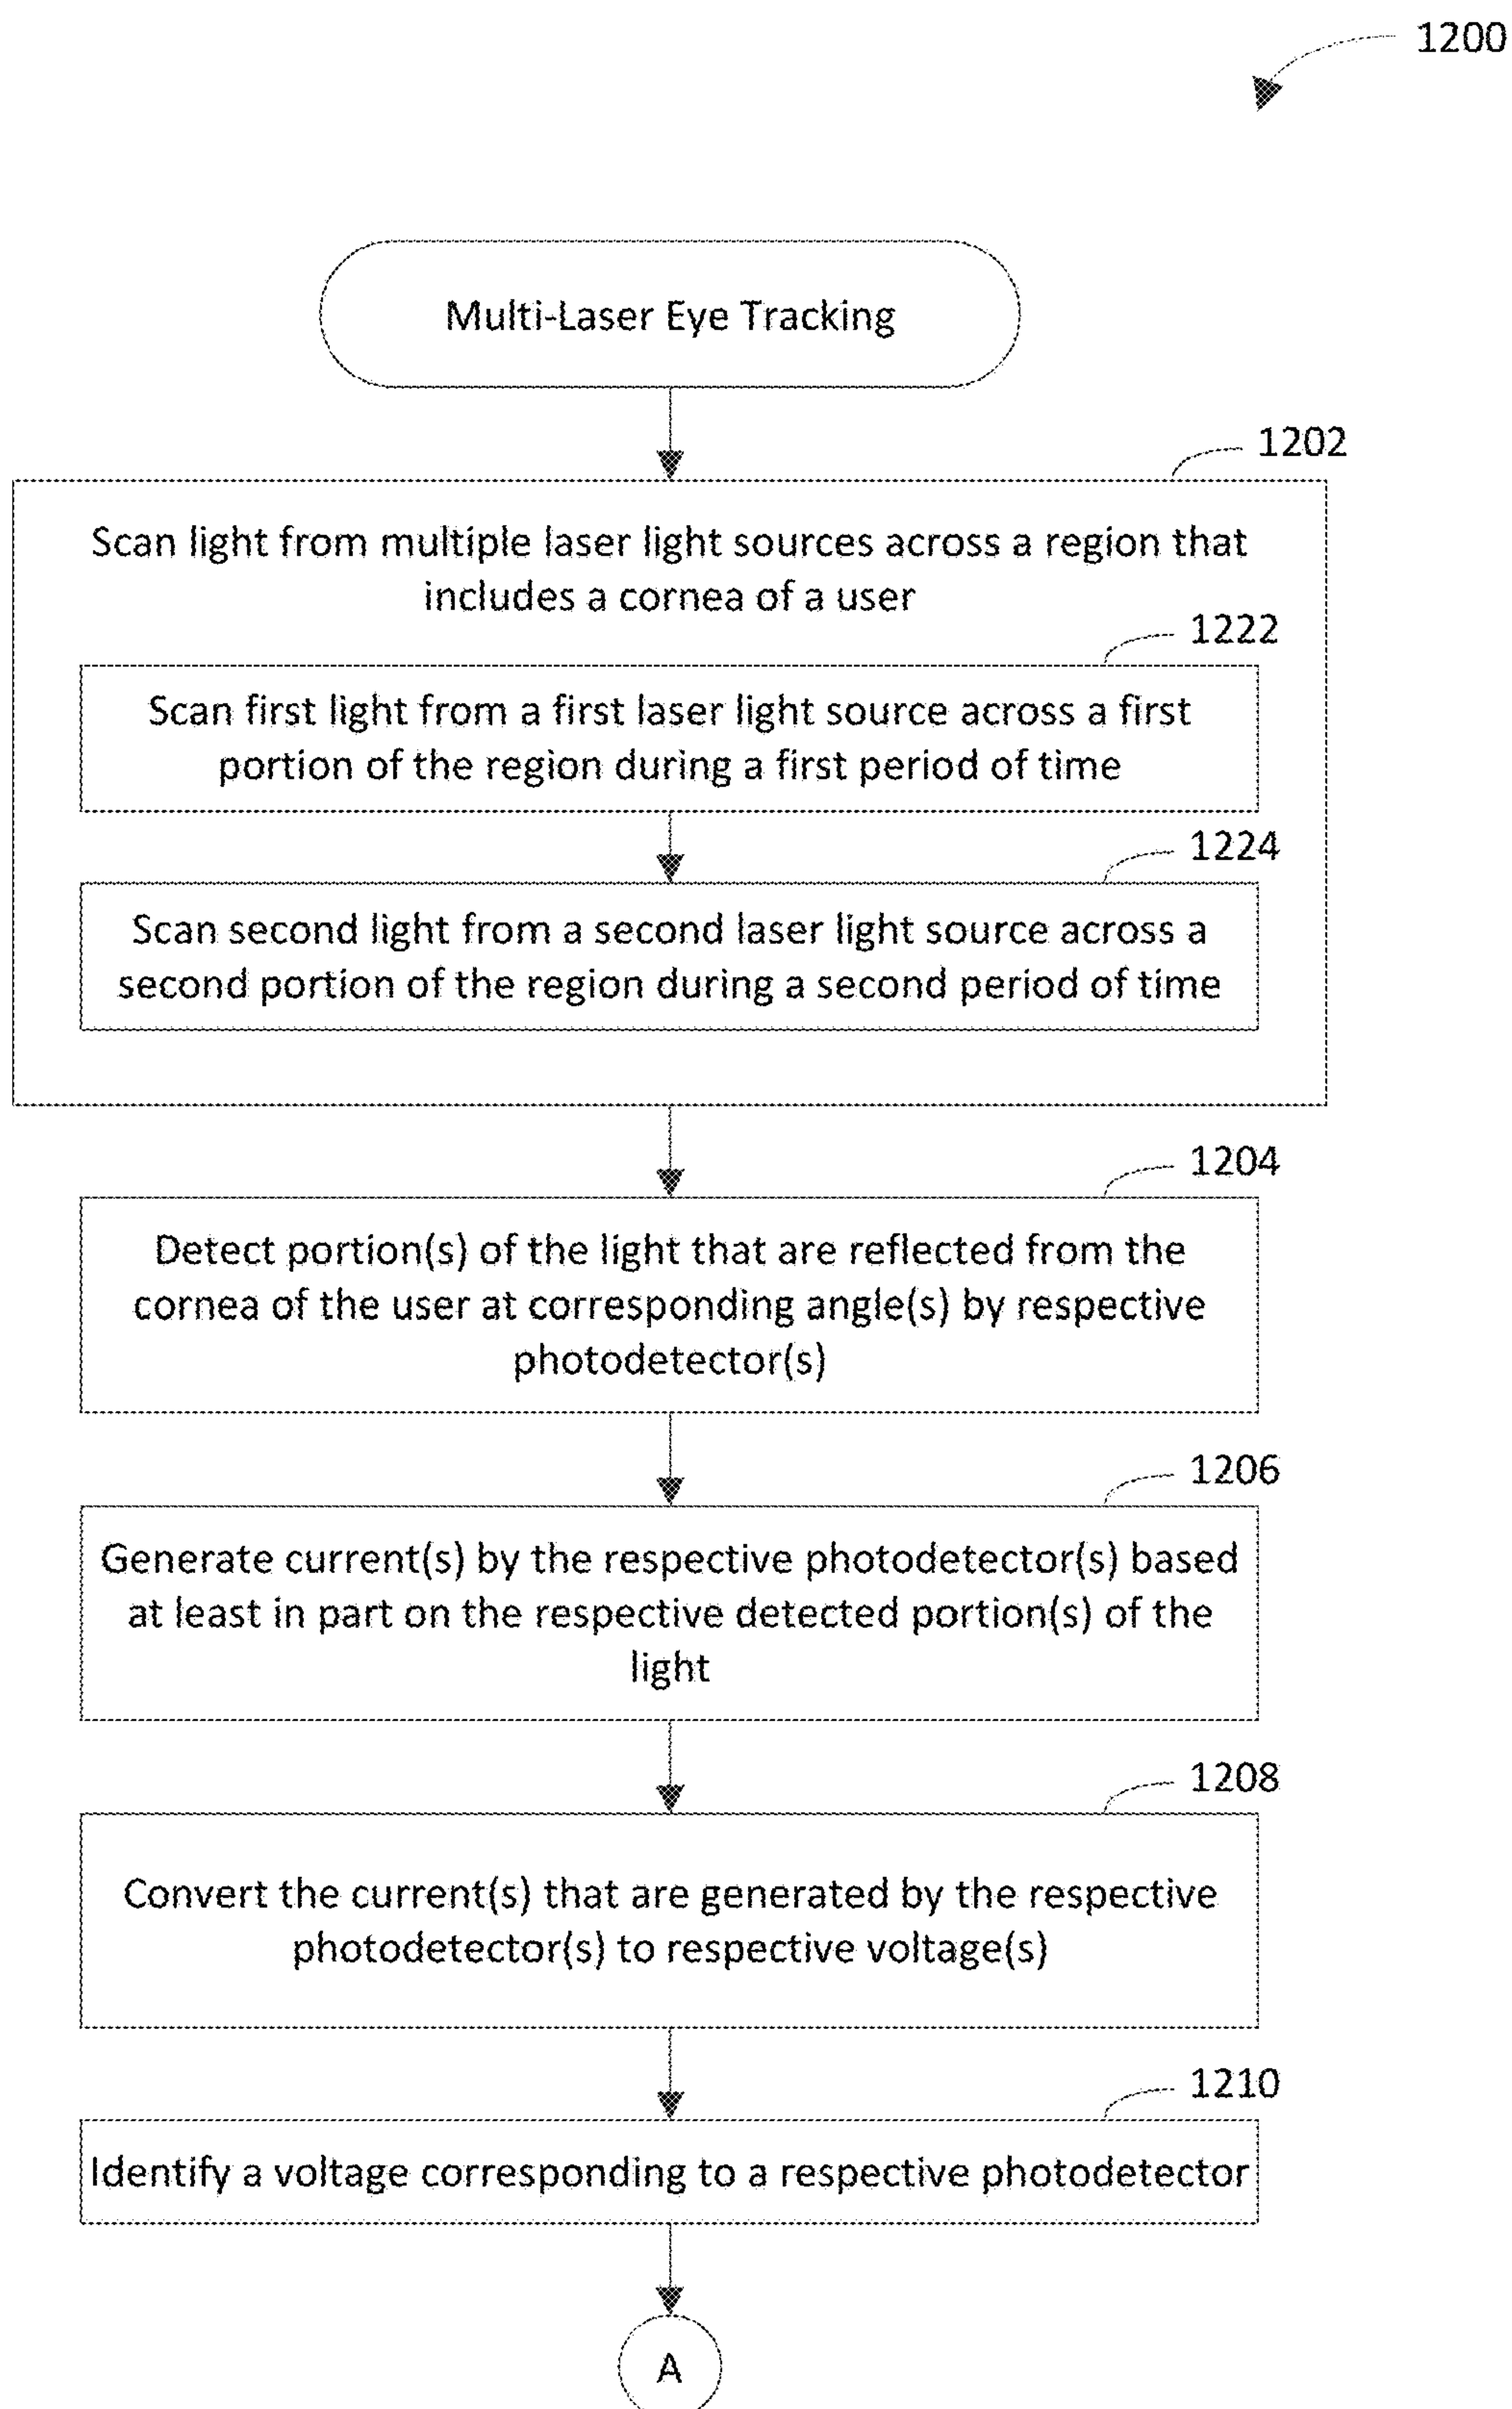 1200
Multi-Laser Eye Tracking
1202
Scan light from multiple laser light sources across a region that
includes a cornea of a user
1222
Scan first light from a first laser light source across a first
portion of the region during a first period of time
1224
Scan second light from a second laser light source across a
second portion of the region during a second period of time
1204
Detect portion(s) of the light that are reflected from the
cornea of the user at corresponding angle(s) by respective
photodetector(s)
1206
Generate current(s) by the respective photodetector(s) based
at least in part on the respective detected portion(s) of the
light
1208
Convert the current(s) that are generated by the respective
photodetector(s) to respective voltage(s)
1210
Identify a voltage corresponding to a respective photodetector
A